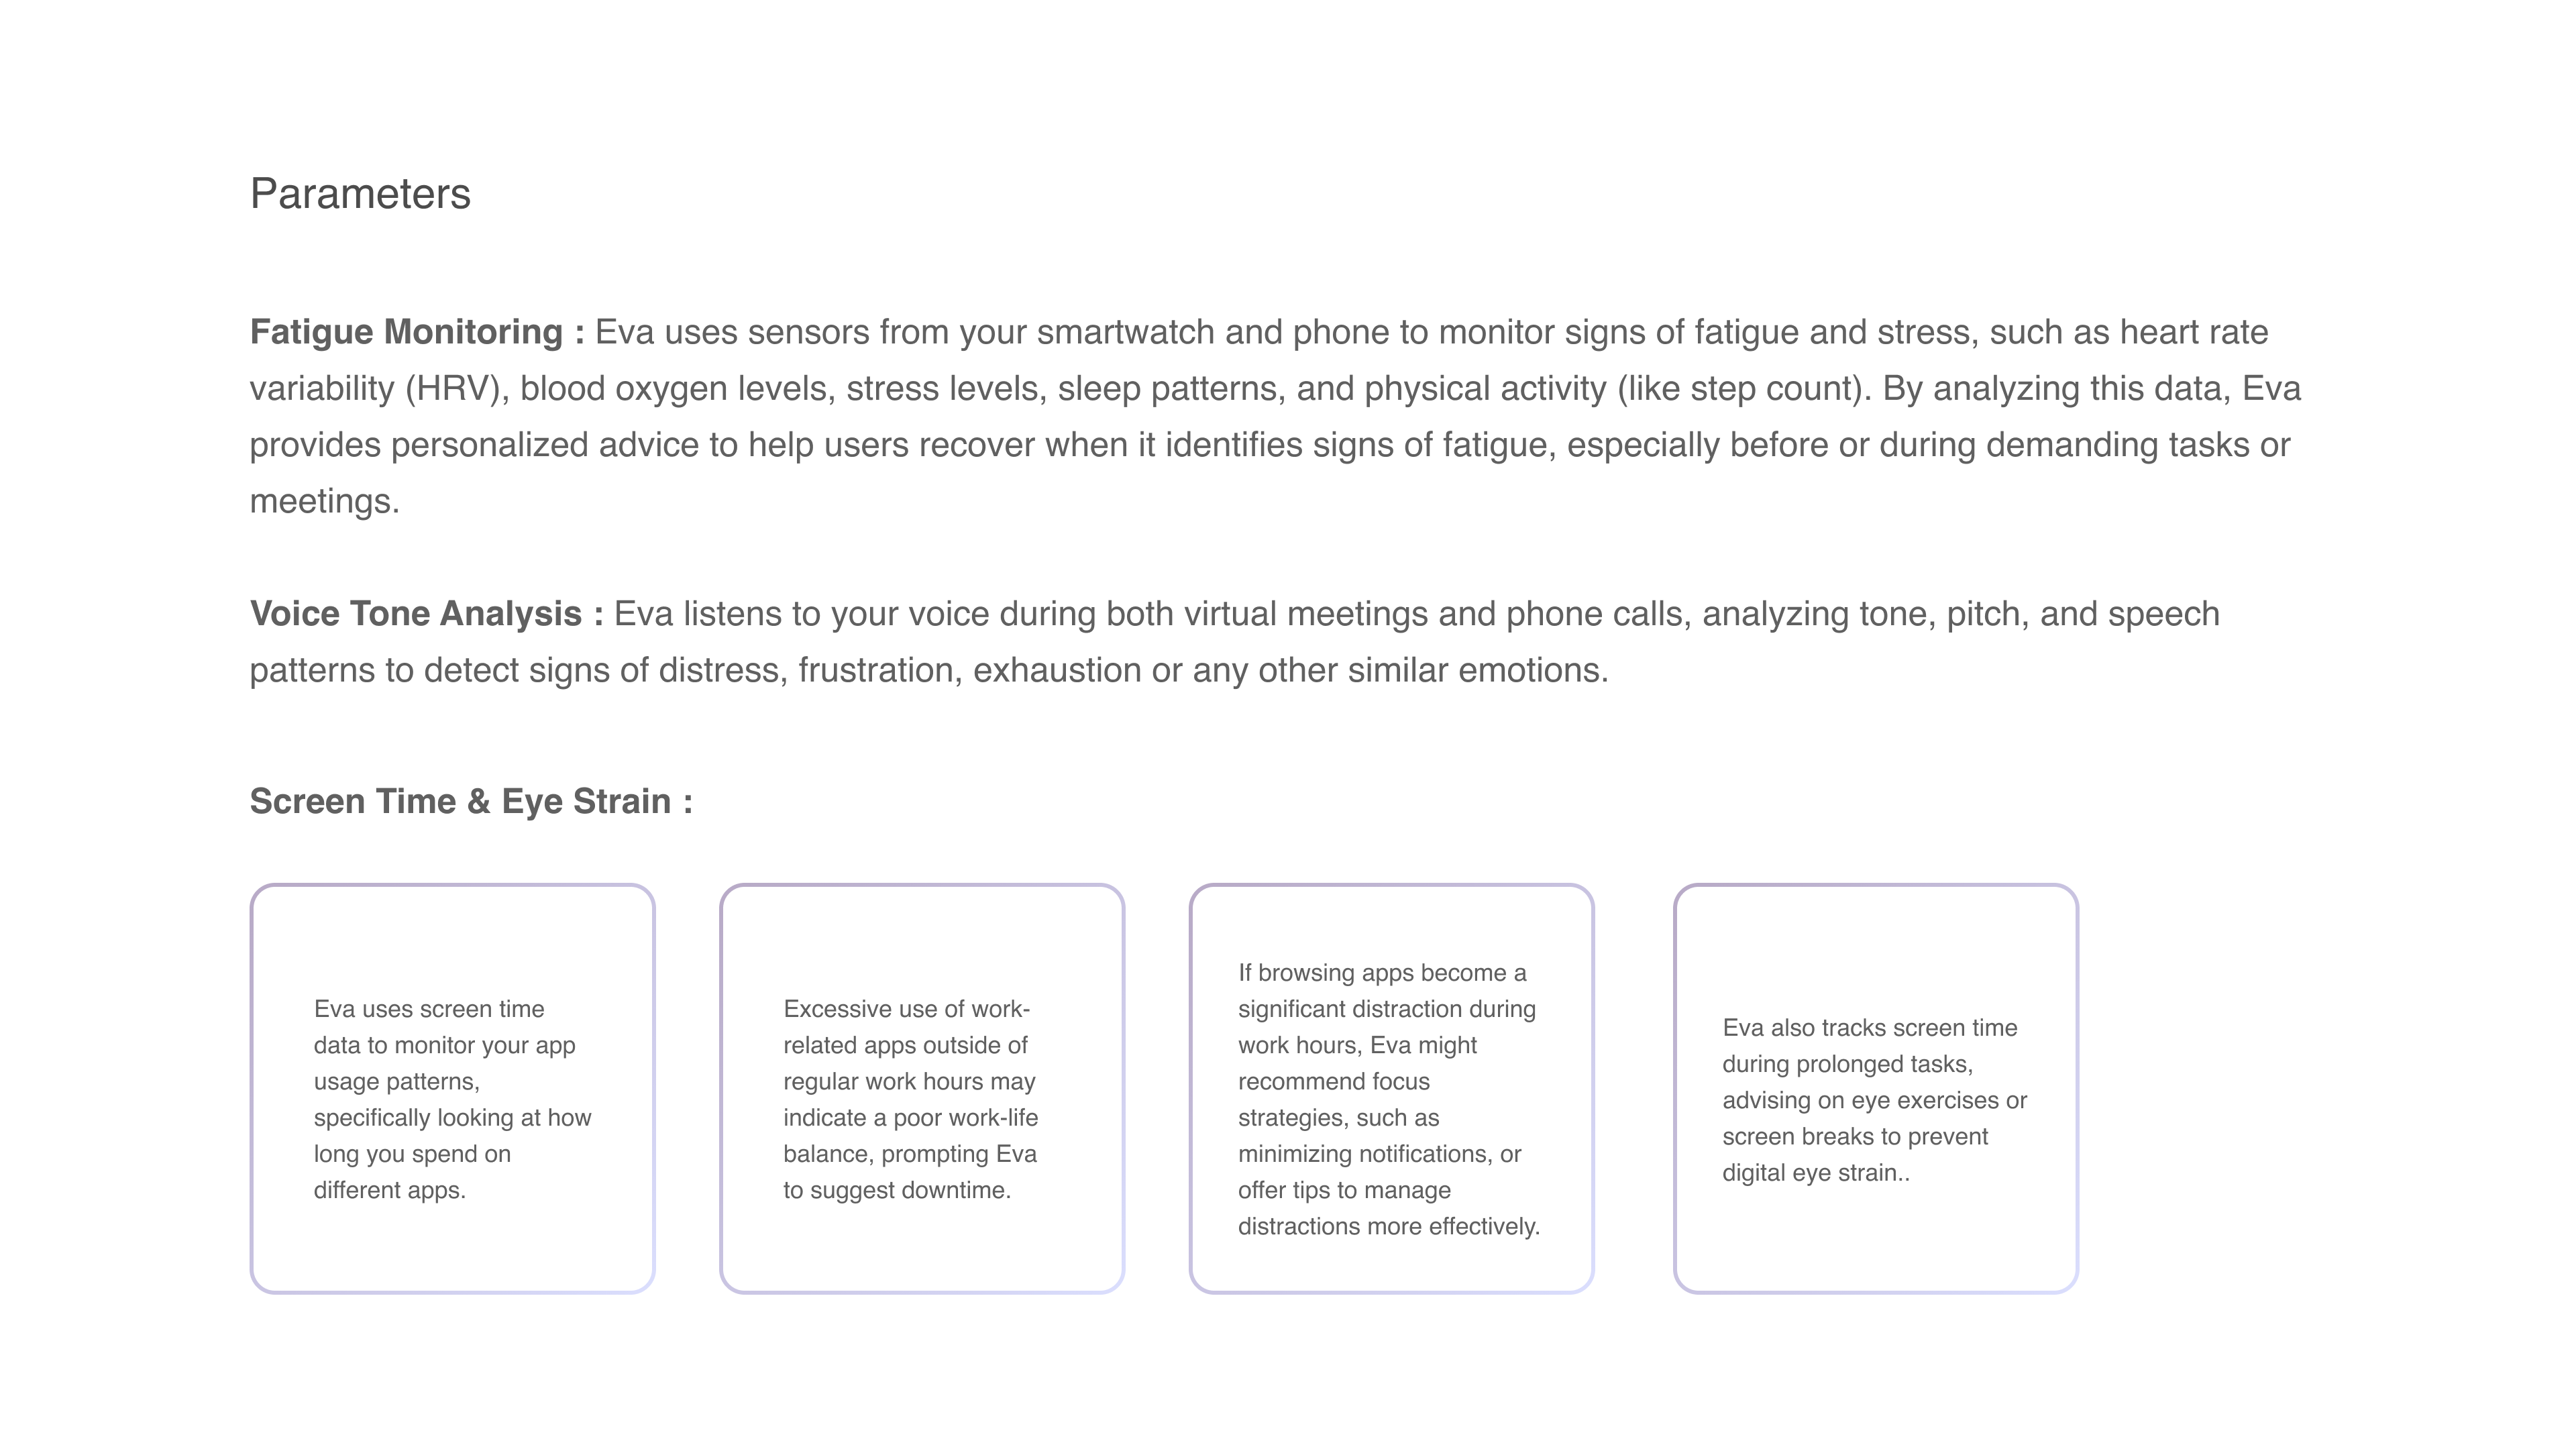 Parameters
Fatigue Monitoring : Eva uses sensors from your smartwatch and phone to monitor signs of fatigue and stress, such as heart rate
variability (HRV), blood oxygen levels, stress levels, sleep patterns, and physical activity (like step count). By analyzing this data, Eva
provides personalized advice to help users recover when it identifies signs of fatigue, especially before or during demanding tasks or
meetings.
Voice Tone Analysis : Eva listens to your voice during both virtual meetings and phone calls, analyzing tone, pitch, and speech
patterns to detect signs of distress, frustration, exhaustion or any other similar emotions.
Screen Time & Eye Strain :
Eva uses screen time
data to monitor your app
usage patterns,
specifically looking at how
long you spend on
different apps.
Excessive use of work-
related apps outside of
regular work hours may
indicate a poor work-life
balance, prompting Eva
to suggest downtime.
If browsing apps become a
significant distraction during
work hours, Eva might
recommend focus
strategies, such as
minimizing notifications, or
offer tips to manage
distractions more effectively.
Eva also tracks screen time
during prolonged tasks,
advising on eye exercises or
screen breaks to prevent
digital eye strain..